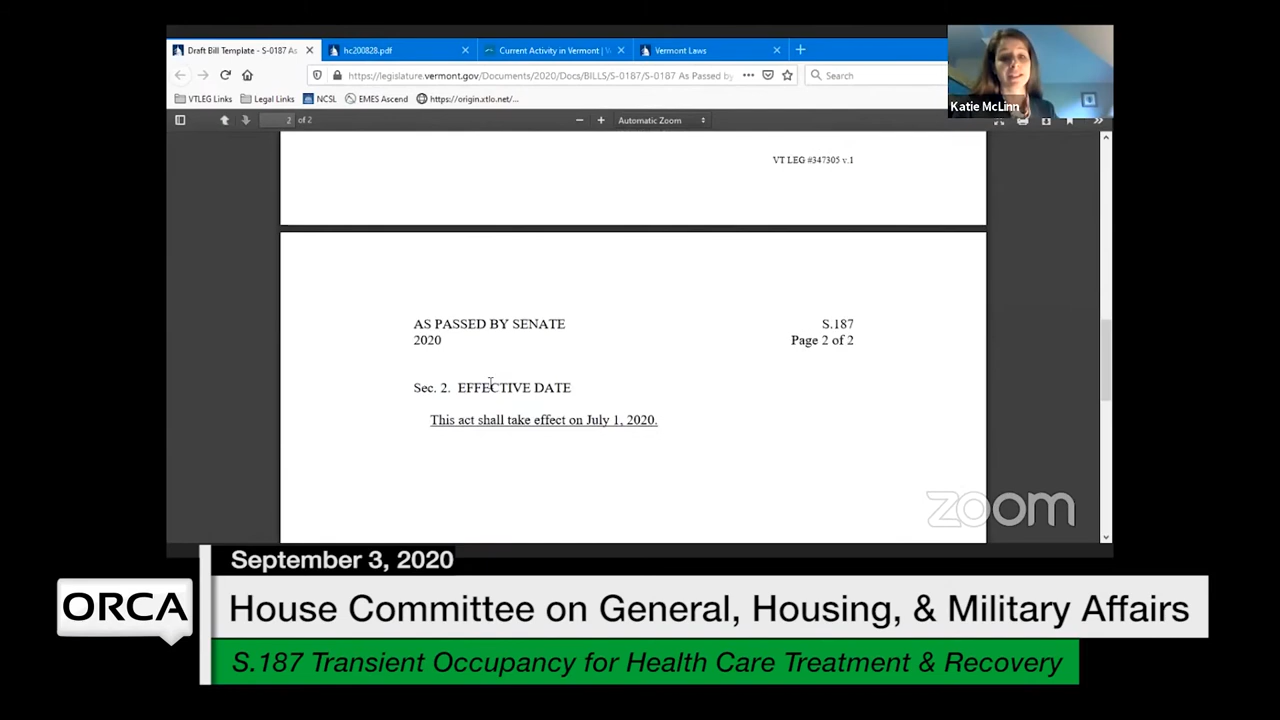 Draft Bill Template - S-0187 As
hc200828.pdf
Current Activity in Vermont | V
Vermont Laws
https://legislature.vermont.gov/Documents/2020/Docs/BILLS/S-0187/S-0187 As Passed by
Search
VTLEG Links
Legal Links
NCSL
EMES Ascend
https://origin.xtlo.net/...
Katie McLinn
2
of 2
Automatic Zoom
VT LEG #347305 v.1
AS PASSED BY SENATE
S.187
2020
Page 2 of 2
Sec. 2. EFFECTIVE DATE
This act shall take effect on July 1, 2020.
zoom
September 3, 2020
ORCA
House Committee on General, Housing, & Military Affairs
S.187 Transient Occupancy for Health Care Treatment & Recovery